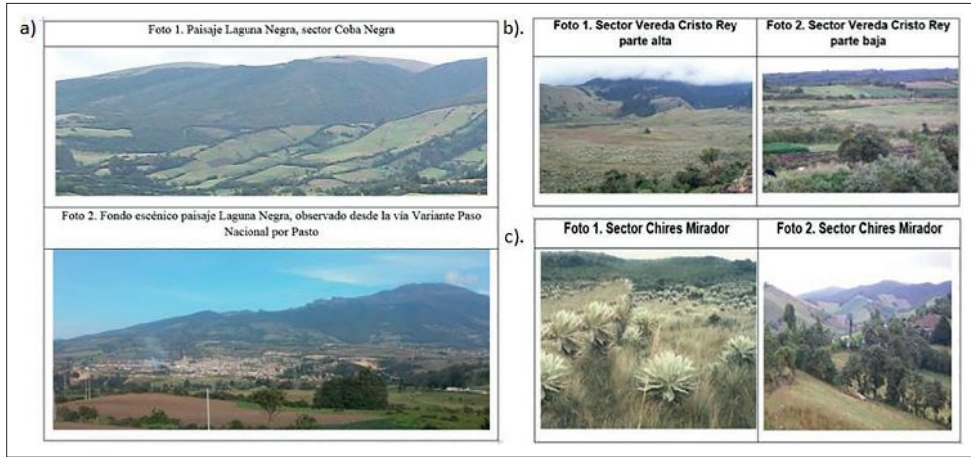 a)
Foto 1. Paisaje Laguna Negra, sector Coba Negra
Foto 2. Fondo escénico paisaje Laguna Negra, observado desde la vía Variante Paso
Nacional por Pasto
b).
Foto 1. Sector Vereda Cristo Rey
parte alta
Foto 2. Sector Vereda Cristo Rey
parte baja
c).
Foto 1. Sector Chires Mirador
Foto 2. Sector Chires Mirador